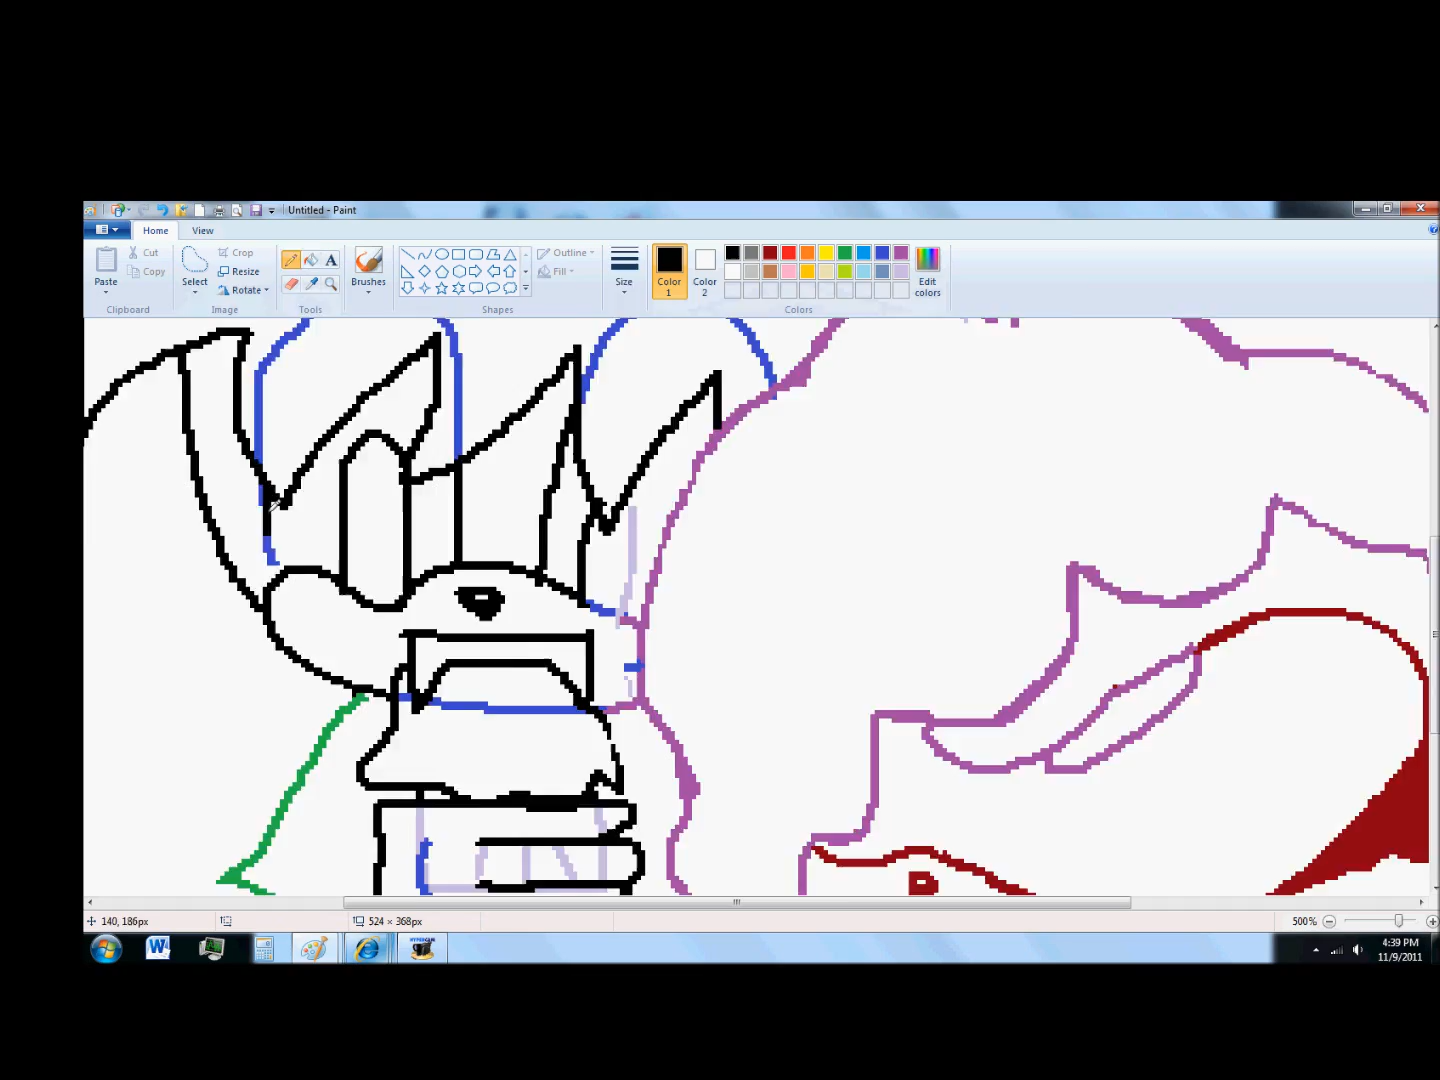 Untitled - Paint
Home View
Paste
Cut
Copy
Clipboard
Select
Crop
Resize
Rotate
Image
A
Tools
Brushes
Outline
Fill
Shapes
Size
Color 1
Color 2
Edit colors
Colors
140, 186px
524 × 368px
500%
HYPERCAM
4:39 PM
11/9/2011